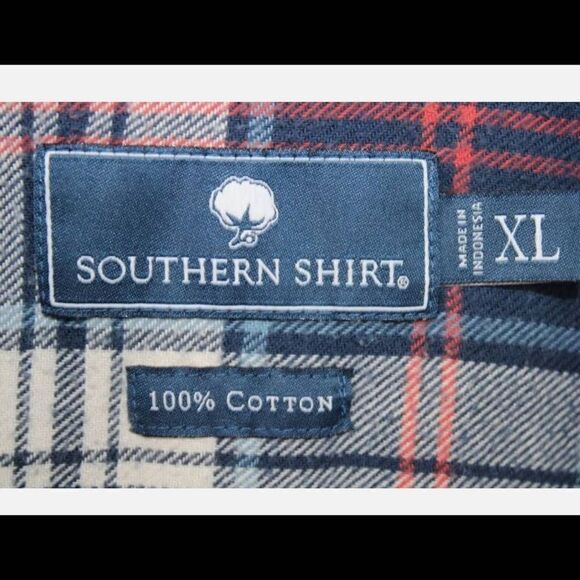 SOUTHERN SHIRT®
MADE IN
INDONESIA
XL
100% COTTON